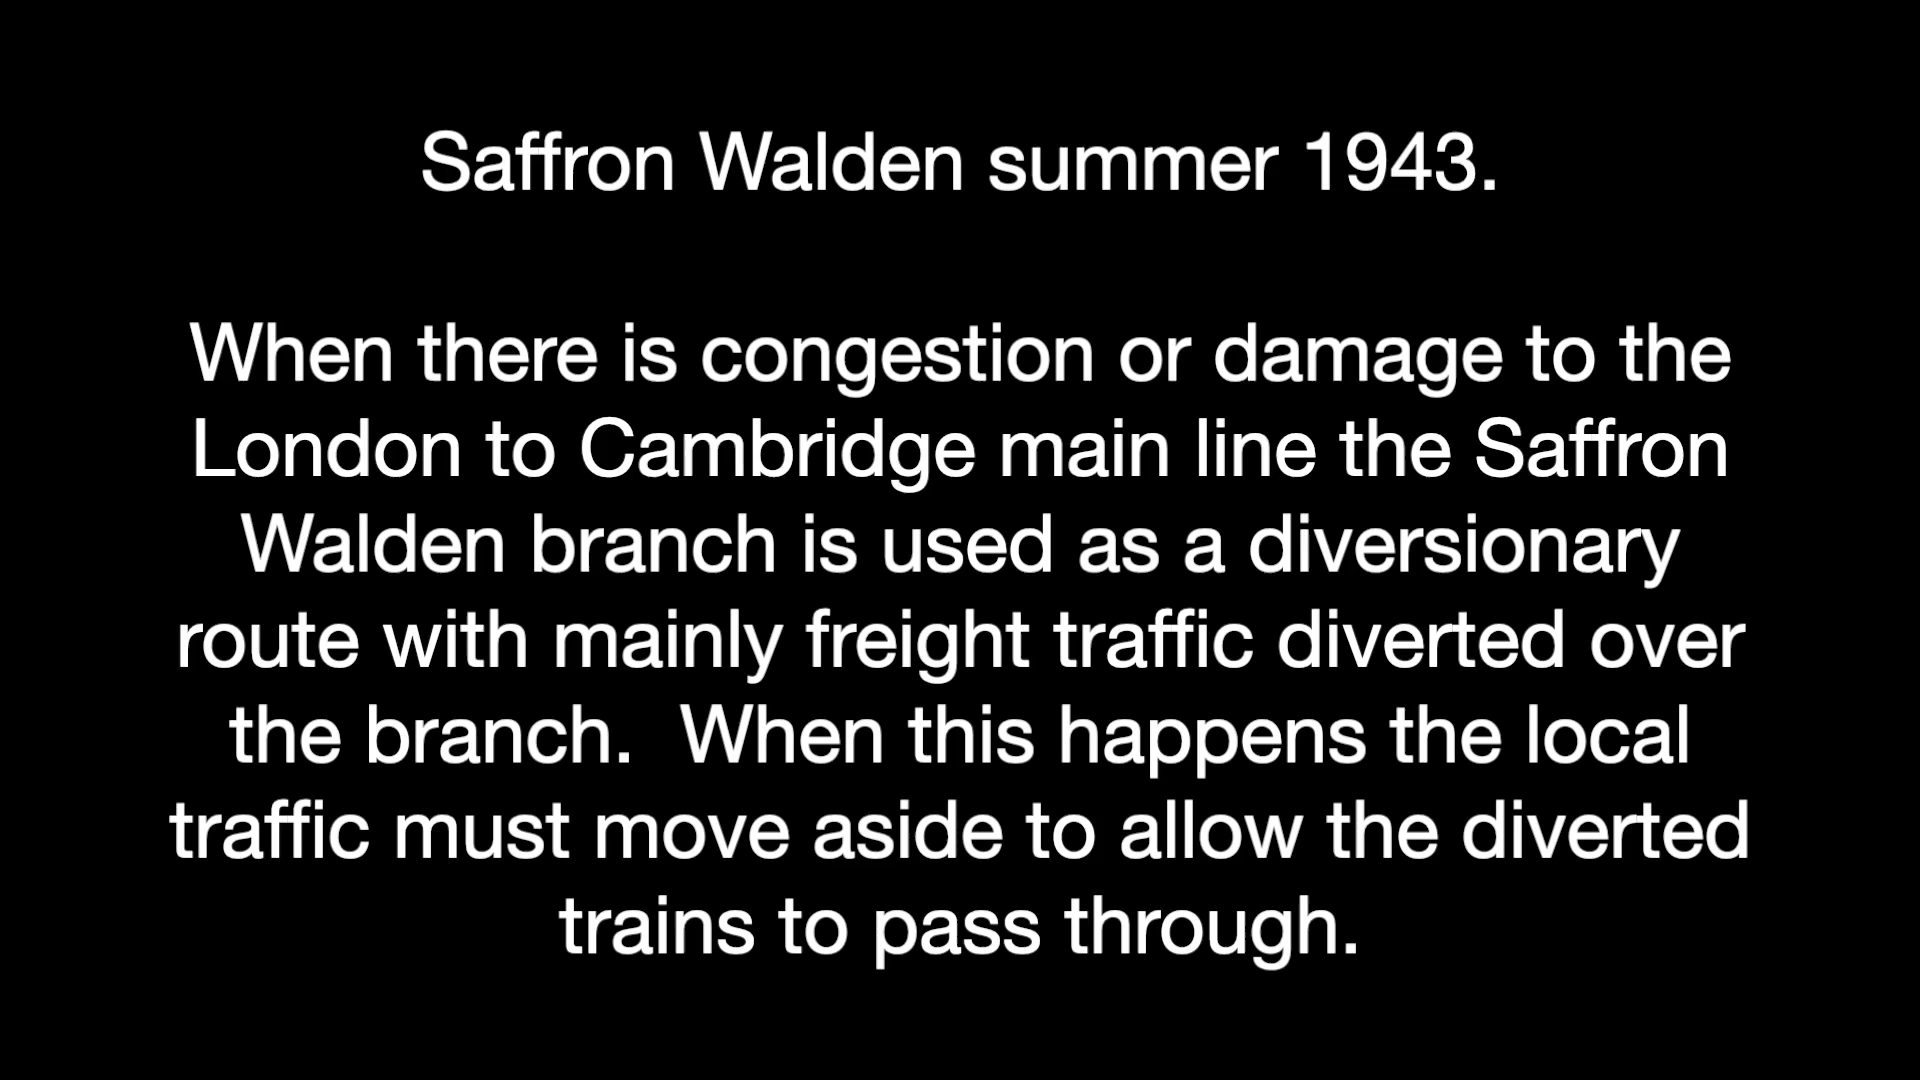 Saffron Walden summer 1943.
When there is congestion or damage to the
London to Cambridge main line the Saffron
Walden branch is used as a diversionary
route with mainly freight traffic diverted over
the branch.  When this happens the local
traffic must move aside to allow the diverted
trains to pass through.